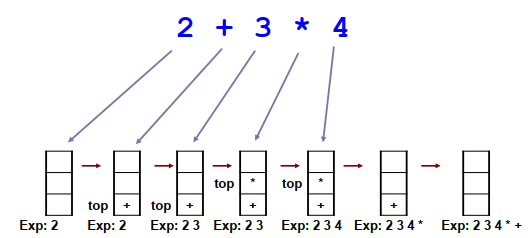 2 + 3 * 4
top * top *
top + top + + + +
Exp: 2 Exp: 2 Exp: 2 3 Exp: 2 3 Exp: 2 3 4 Exp: 2 3 4 * Exp: 2 3 4 * +